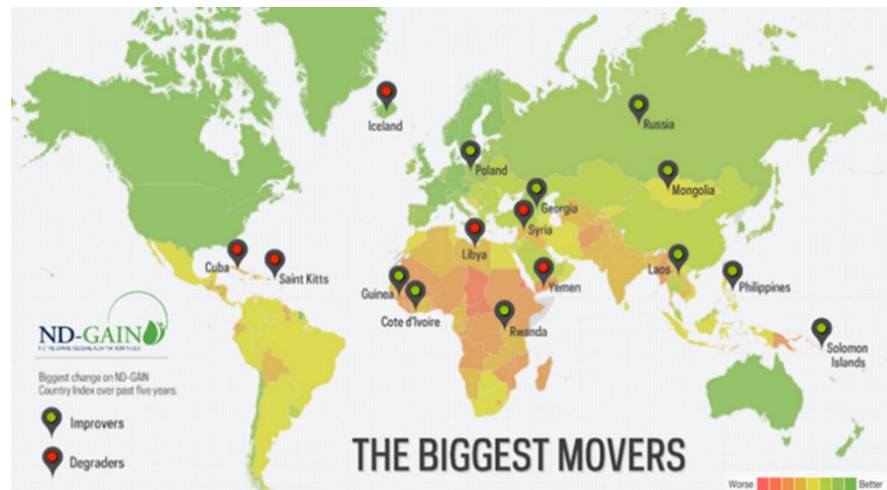 Iceland
Russia
Poland
Mongolia
Georgia
Syria
Libya
Cuba
Saint Kitts
Laos
Yemen
Philippines
Guinea
Cote d'Ivoire
Rwanda
Solomon
Islands
ND-GAIN
Biggest change on ND-GAIN
Country Index over past five years:
Improvers
Degraders
THE BIGGEST MOVERS
Worse
Better